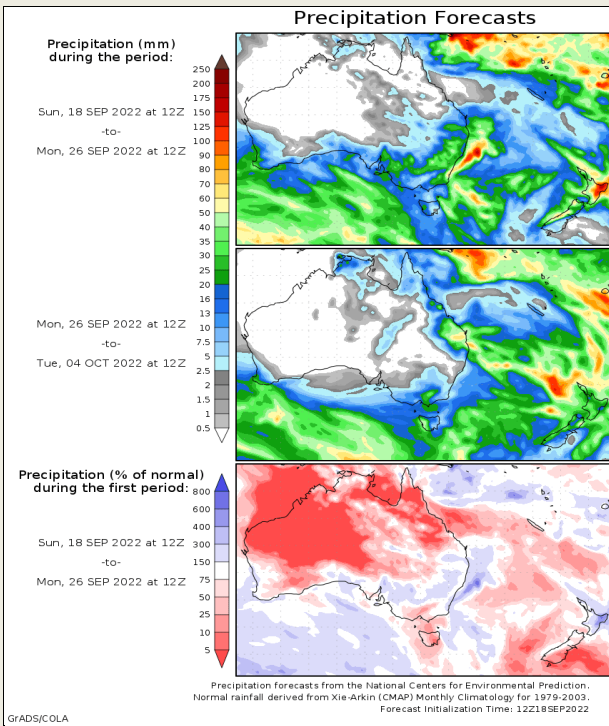 Precipitation Forecasts
Precipitation (mm)
during the period:
Sun, 18 SEP 2022 at 12Z
-to-
Mon, 26 SEP 2022 at 12Z
250
200
175
150
125
100
90
80
70
60
50
40
35
30
25
20
16
13
10
7.5
5
2.5
2
1.5
1
0.5
Mon, 26 SEP 2022 at 12Z
-to-
Tue, 04 OCT 2022 at 12Z
Precipitation (% of normal)
during the first period:
Sun, 18 SEP 2022 at 12Z
-to-
Mon, 26 SEP 2022 at 12Z
800
600
400
300
150
75
50
25
10
5
Precipitation forecasts from the National Centers for Environmental Prediction.
Normal rainfall derived from Xie-Arkin (CMAP) Monthly Climatology for 1979-2003.
Forecast Initialization Time: 12Z18SEP2022
GrADS/COLA